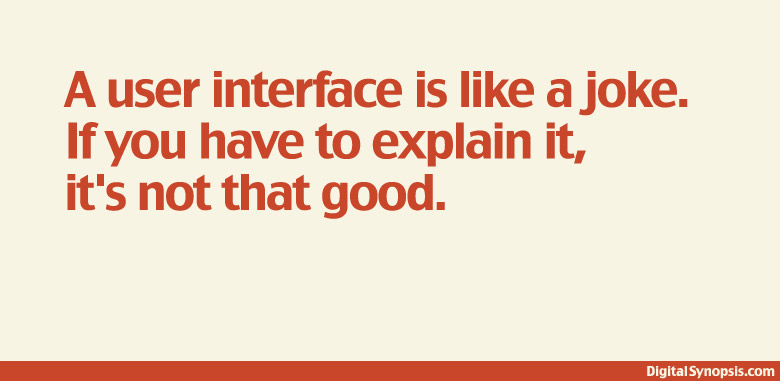 A user interface is like a joke.
If you have to explain it,
it's not that good.
DigitalSynopsis.com